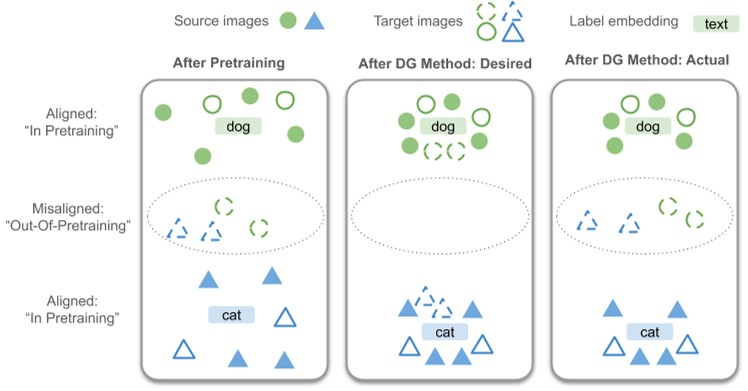 Source images
Target images
Label embedding
text
After Pretraining
After DG Method: Desired
After DG Method: Actual
Aligned:
“In Pretraining”
dog
dog
dog
Misaligned:
“Out-Of-Pretraining”
Aligned:
“In Pretraining”
cat
cat
cat